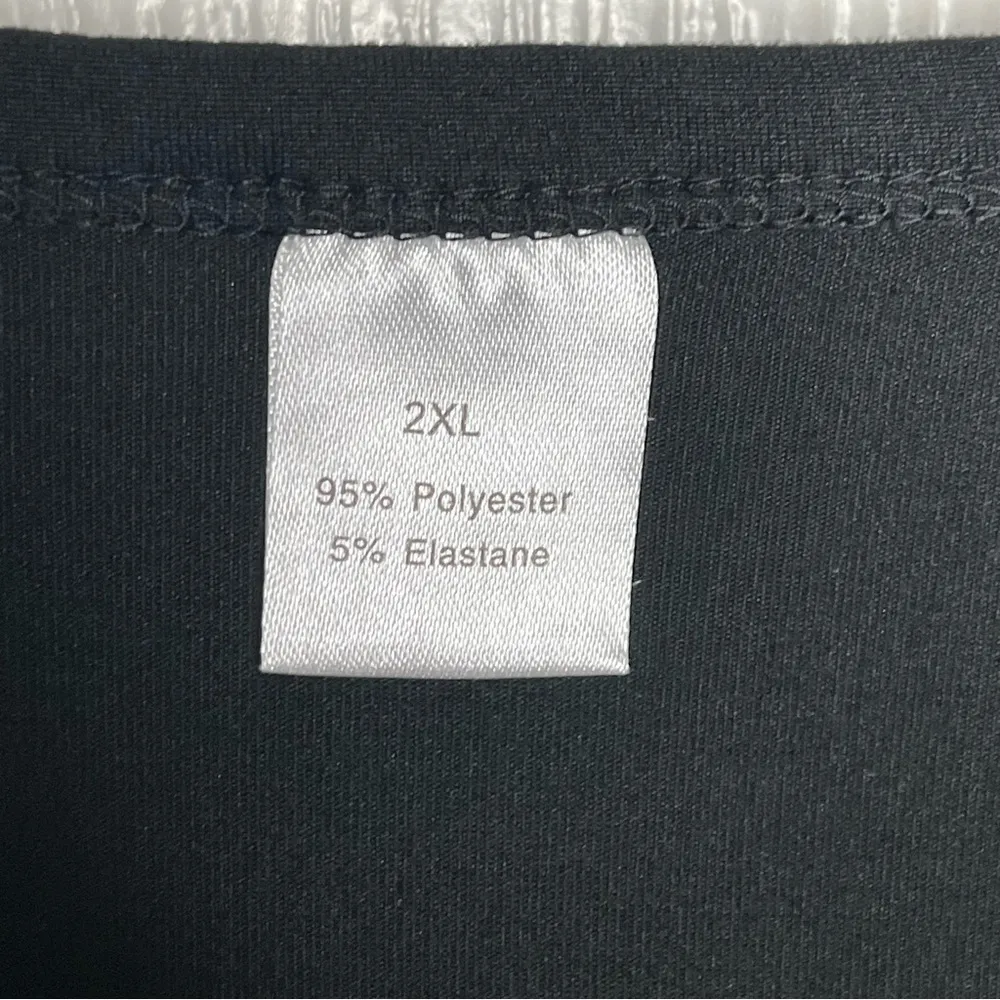 2XL
95% Polyester
5% Elastane